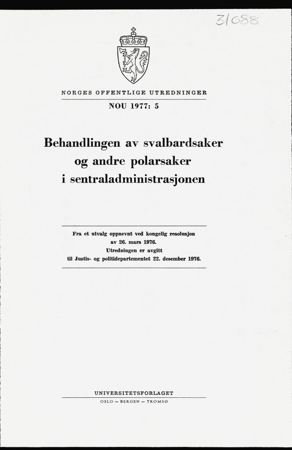 31088
NORGES OFFENTLIGE UTREDNINGER
NOU 1977: 5
Behandlingen av svalbardsaker
og andre polarsaker
i sentraladministrasjonen
Fra et utvalg oppnevnt ved kongelig resolusjon
av 26. mars 1976.
Utredningen er avgitt
til Justis- og politidepartementet 22. desember 1976.
UNIVERSITETSFORLAGET
OSLO — BERGEN — TROMSØ